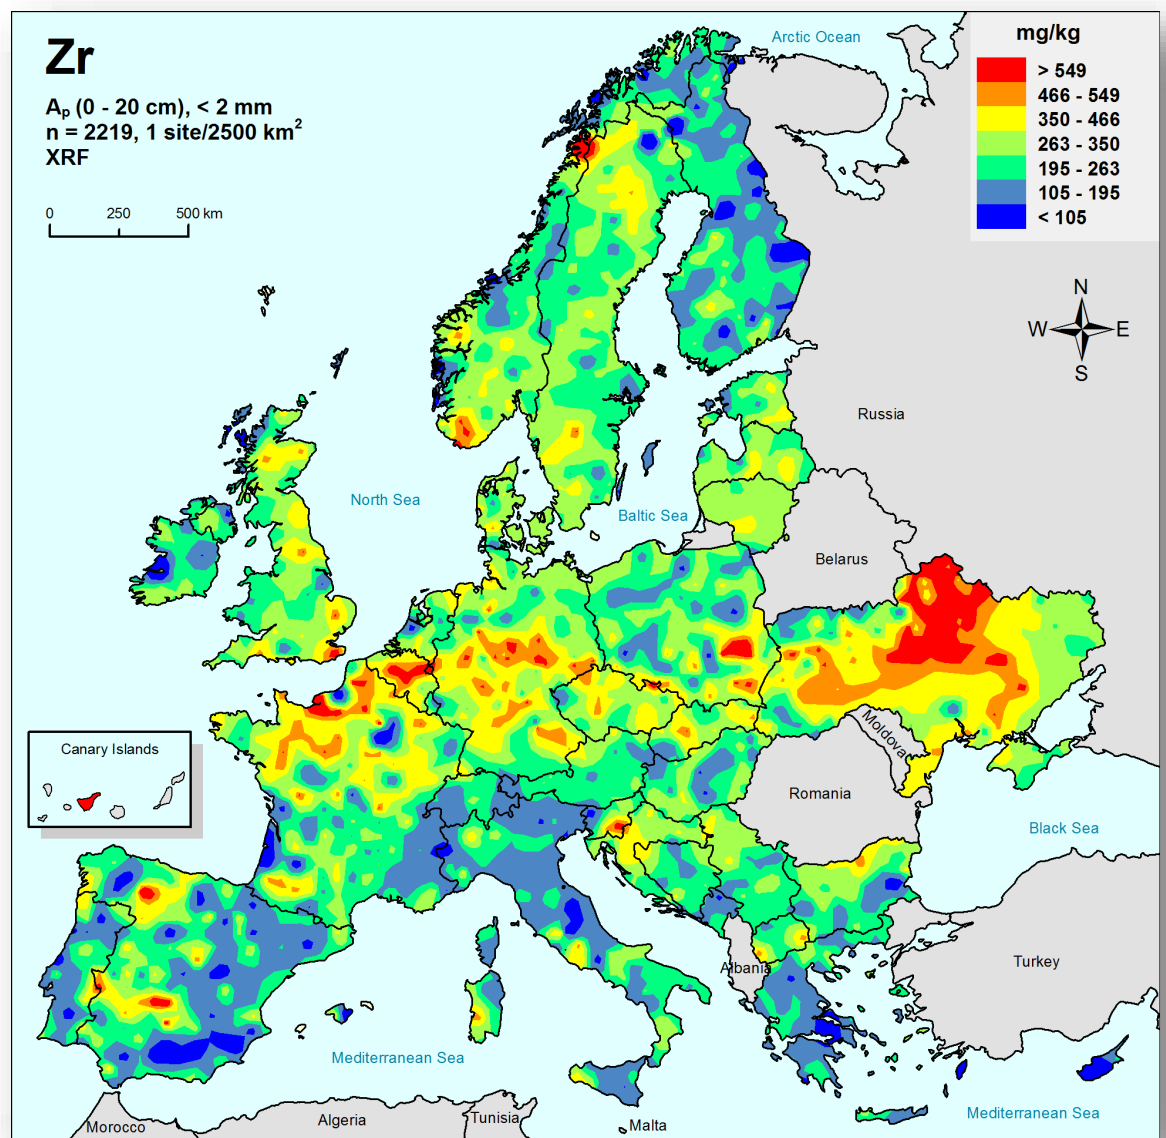 Zr
Aₚ (0 - 20 cm), < 2 mm
n = 2219, 1 site/2500 km²
XRF
0 250 500 km
mg/kg
> 549
466 - 549
350 - 466
263 - 350
195 - 263
105 - 195
< 105
Arctic Ocean
N
W E
S
Russia
North Sea
Baltic Sea
Belarus
Moldova
Canary Islands
Romania
Black Sea
Albania
Turkey
Mediterranean Sea
Mediterranean Sea
Morocco
Algeria
Tunisia
Malta